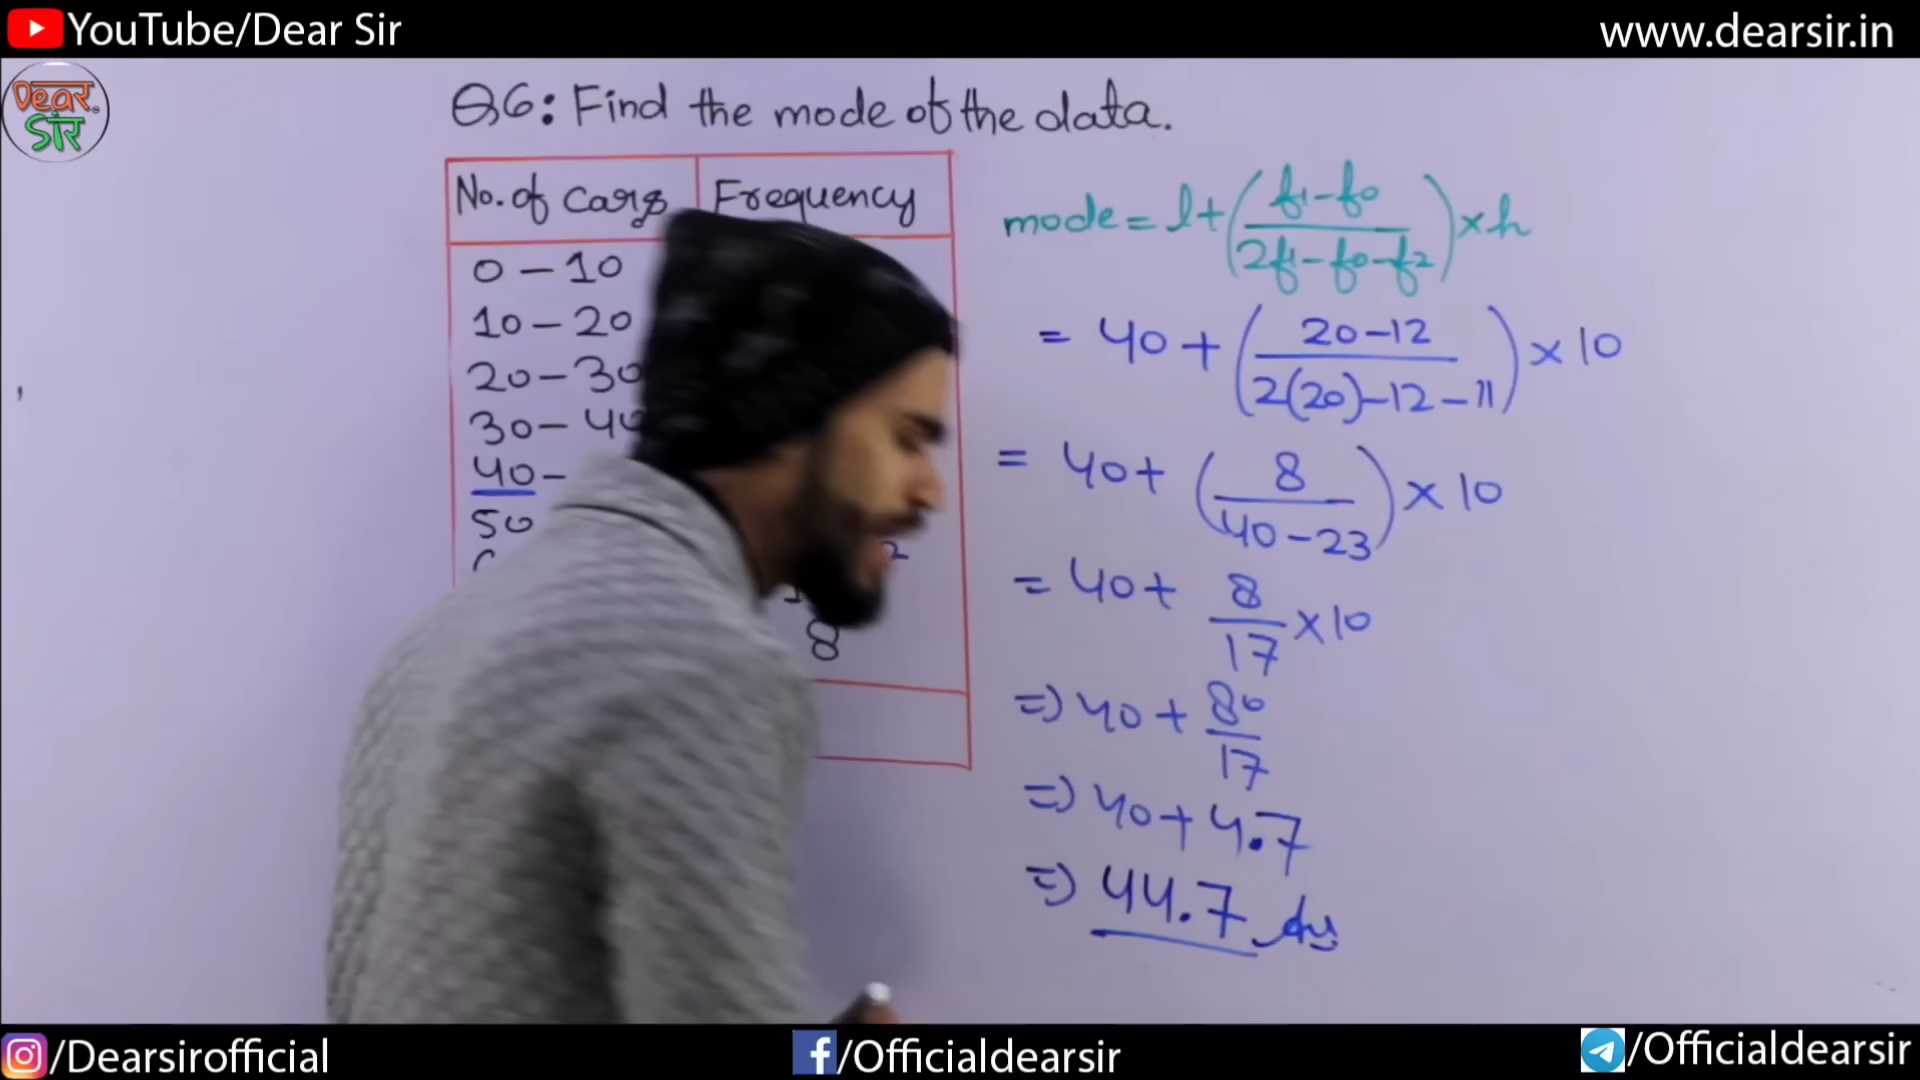 YouTube/Dear Sir
www.dearsir.in
Dear
सर
Q6: Find the mode of the data.
No. of cars Frequency
0 - 10
10 - 20
20 - 30
30 - 40
40 -
50
8
mode = l + (f1 - f0 / 2f1 - f0 - f2) × h
= 40 + (20 - 12 / 2(20) - 12 - 11) × 10
= 40 + (8 / 40 - 23) × 10
= 40 + 8/17 × 10
⇒ 40 + 80/17
⇒ 40 + 4.7
⇒ 44.7 Ans
/Dearsirofficial
/Officialdearsir
/Officialdearsir